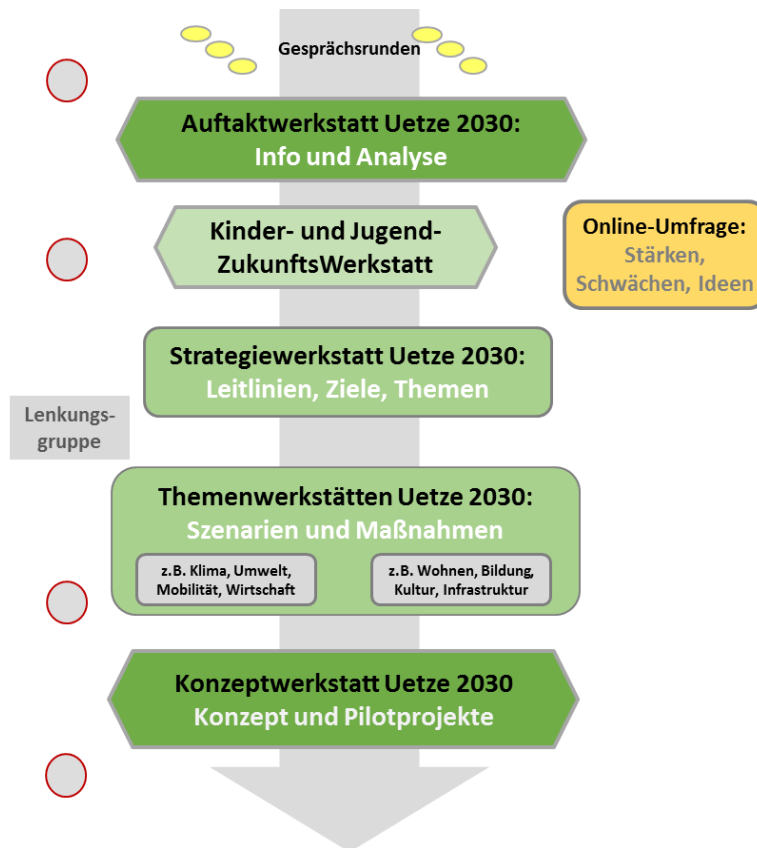 Gesprächsrunden
Auftaktwerkstatt Uetze 2030:
Info und Analyse
Kinder- und Jugend-
ZukunftsWerkstatt
Online-Umfrage:
Stärken,
Schwächen, Ideen
Strategiewerkstatt Uetze 2030:
Leitlinien, Ziele, Themen
Lenkungs-
gruppe
Themenwerkstätten Uetze 2030:
Szenarien und Maßnahmen
z.B. Klima, Umwelt,
Mobilität, Wirtschaft
z.B. Wohnen, Bildung,
Kultur, Infrastruktur
Konzeptwerkstatt Uetze 2030
Konzept und Pilotprojekte